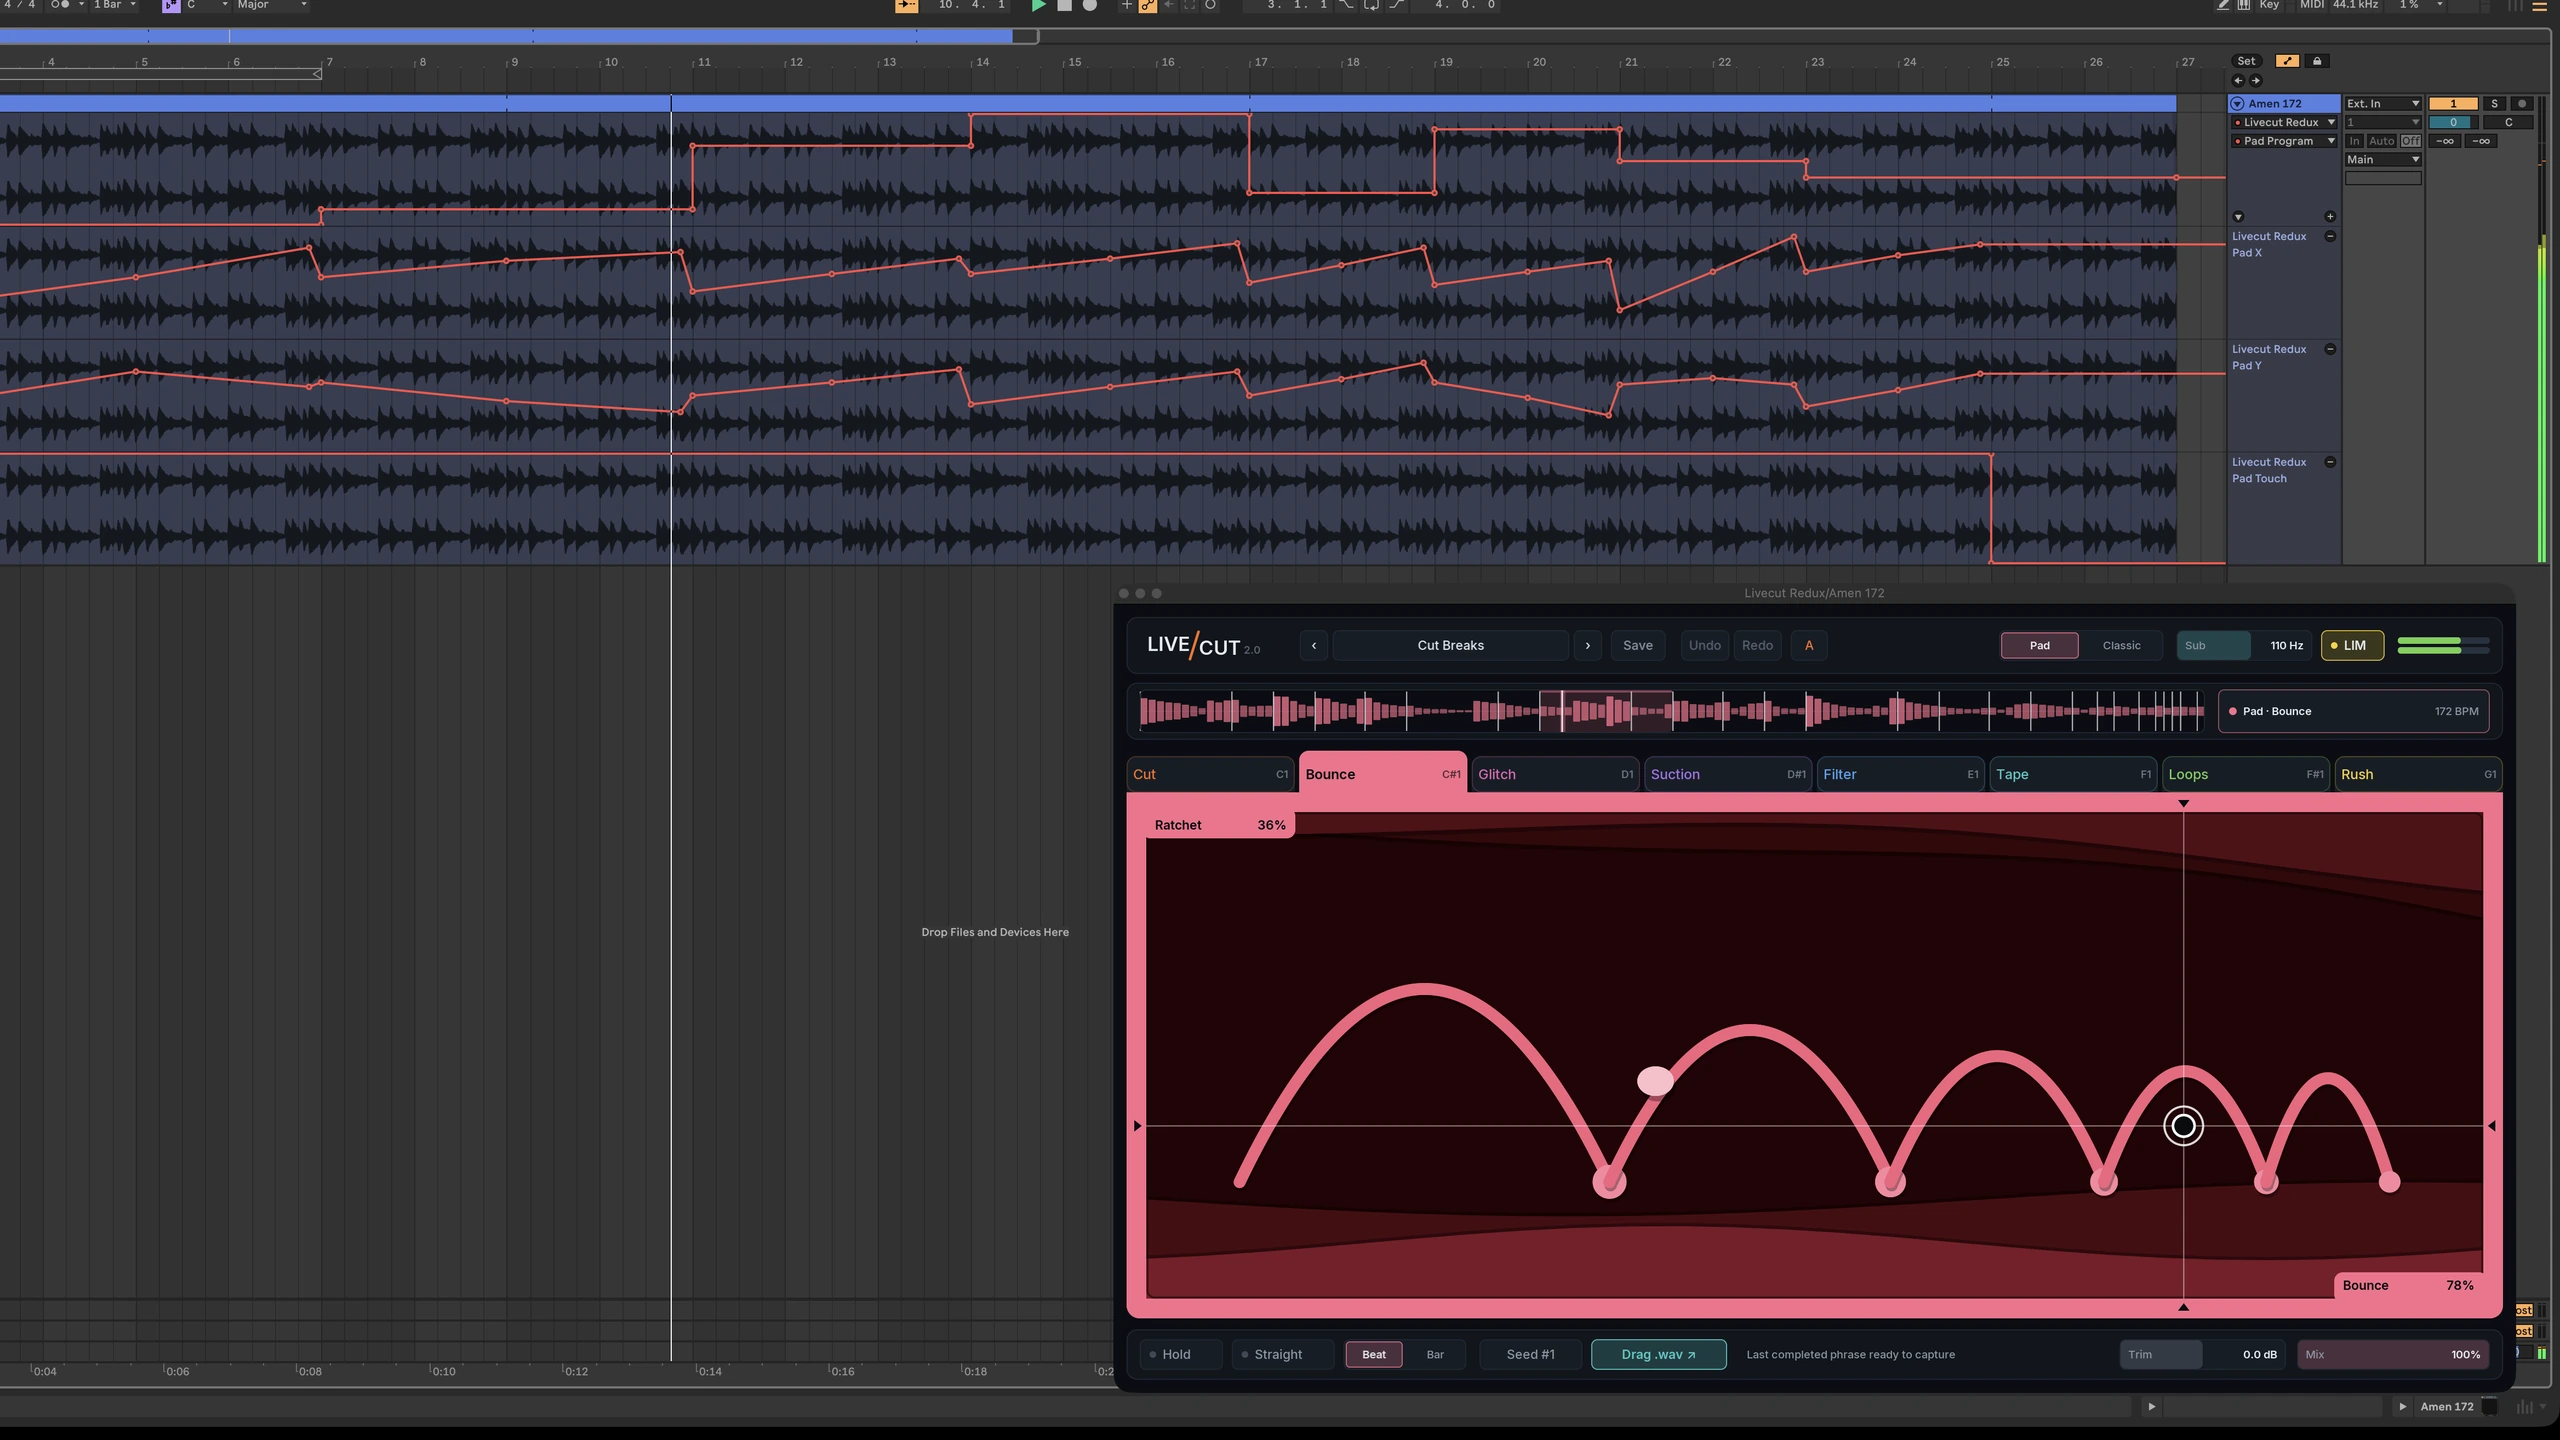 4 / 4 1 Bar C Major 10. 4. 1 3. 1. 1 4. 0. 0 Key MIDI 44.1 kHz 1 %
4 5 6 7 8 9 10 11 12 13 14 15 16 17 18 19 20 21 22 23 24 25 26 27 Set
Amen 172 Ext. In 1 S
Livecut Redux 1 0 C
Pad Program In Auto Off -∞ -∞
Main
Livecut Redux
Pad X
Livecut Redux
Pad Y
Livecut Redux
Pad Touch
Livecut Redux/Amen 172
LIVE/CUT 2.0 ‹ Cut Breaks › Save Undo Redo A Pad Classic Sub 110 Hz LIM
Pad · Bounce 172 BPM
Cut C1 Bounce C#1 Glitch D1 Suction D#1 Filter E1 Tape F1 Loops F#1 Rush G1
Ratchet 36%
Drop Files and Devices Here
Bounce 78%
ost
ost
Hold Straight Beat Bar Seed #1 Drag .wav ↗ Last completed phrase ready to capture Trim 0.0 dB Mix 100%
0:04 0:06 0:08 0:10 0:12 0:14 0:16 0:18 0:2
Amen 172